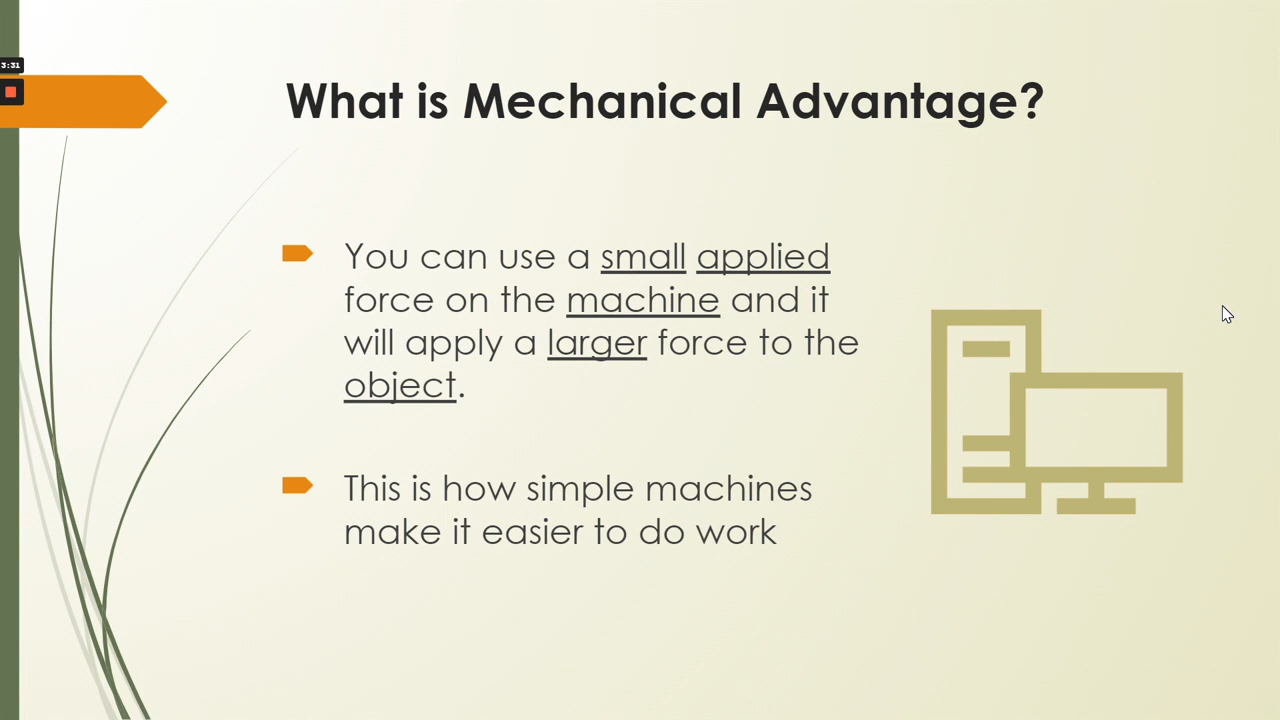 3:31
What is Mechanical Advantage?
You can use a small applied
force on the machine and it
will apply a larger force to the
object.
This is how simple machines
make it easier to do work